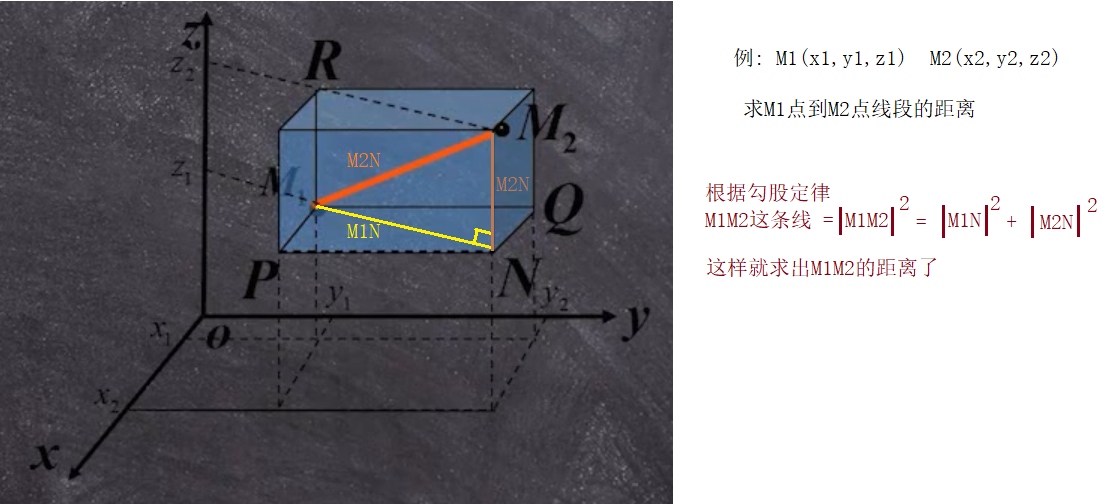 z
z2
R
M2
M2N
z1
M1
M2N
Q
M1N
P
N
y1
y2
y
x1
o
x2
x
例: M1(x1,y1,z1) M2(x2,y2,z2)
求M1点到M2点线段的距离
根据勾股定律
M1M2这条线 =|M1M2|² = |M1N|² + |M2N|²
这样就求出M1M2的距离了